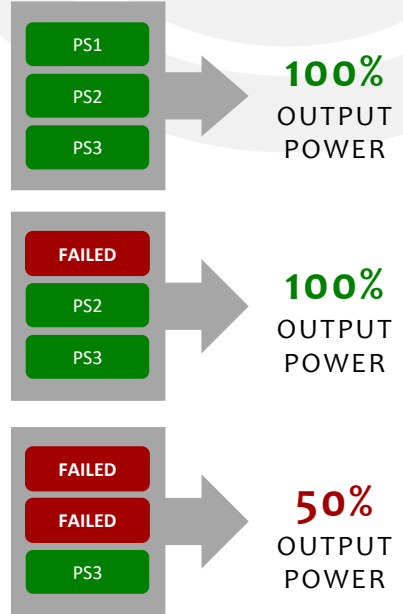 PS1
PS2
PS3
100%
OUTPUT
POWER
FAILED
PS2
PS3
100%
OUTPUT
POWER
FAILED
FAILED
PS3
50%
OUTPUT
POWER